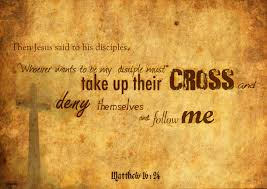 Then Jesus said to his disciples,
"Whoever wants to be my disciple must
take up their CROSS and
deny themselves
and follow me
Matthew 16:24